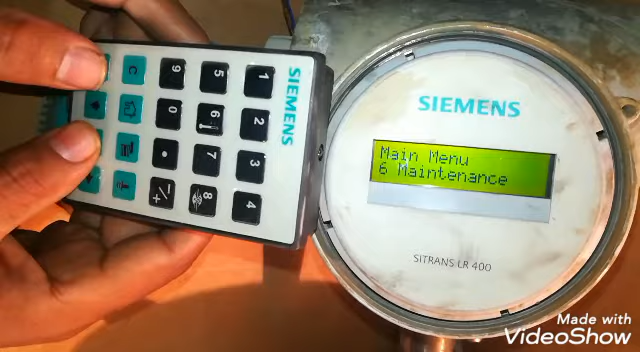 SIEMENS
C
9
5
1
0
6
2
7
3
8
4
SIEMENS
Main Menu
6 Maintenance
SITRANS LR 400
Made with
VideoShow